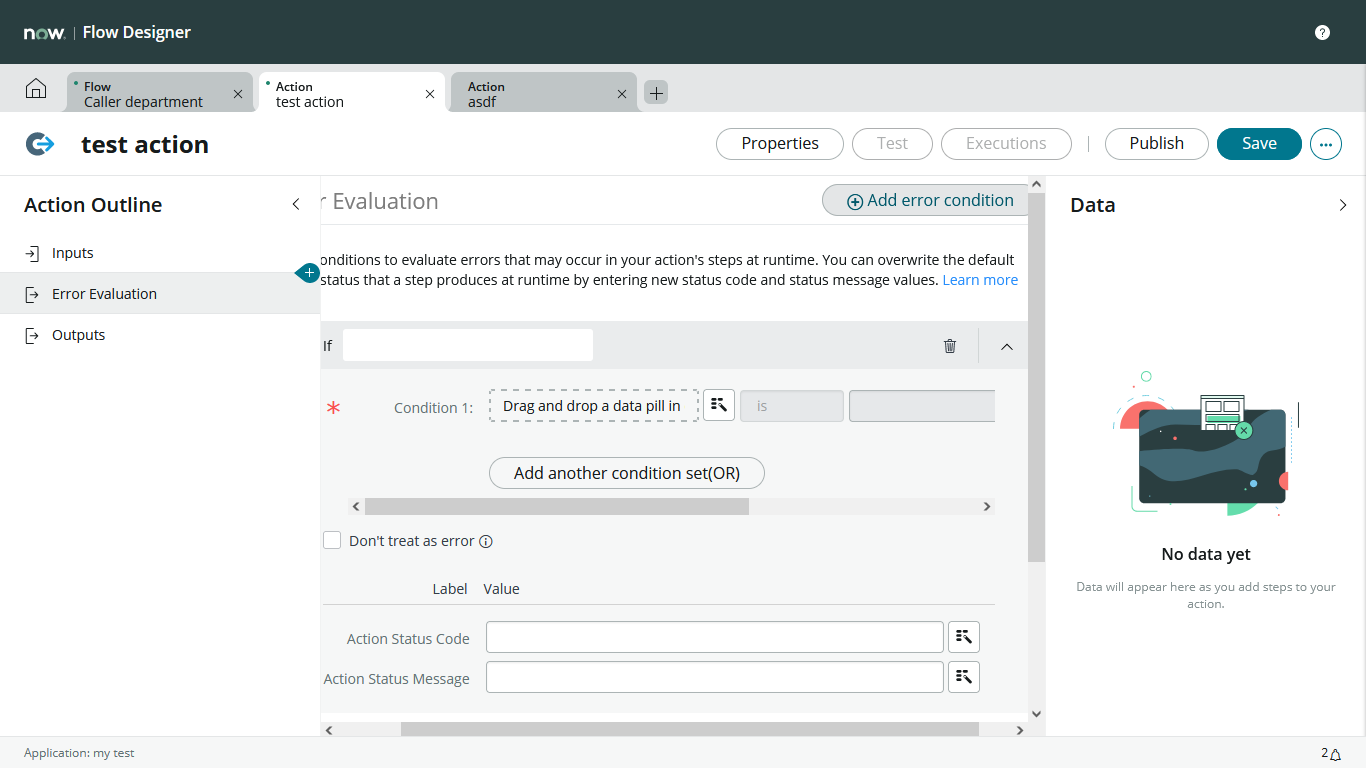 now. | Flow Designer
Flow
Caller department
Action
test action
Action
asdf
test action
Properties
Test
Executions
Publish
Save
Action Outline
Inputs
Error Evaluation
Outputs
r Evaluation
Add error condition
onditions to evaluate errors that may occur in your action's steps at runtime. You can overwrite the default
status that a step produces at runtime by entering new status code and status message values. Learn more
If
Condition 1:
Drag and drop a data pill in
is
Add another condition set(OR)
Don't treat as error
Label
Value
Action Status Code
Action Status Message
Data
No data yet
Data will appear here as you add steps to your
action.
Application: my test
2